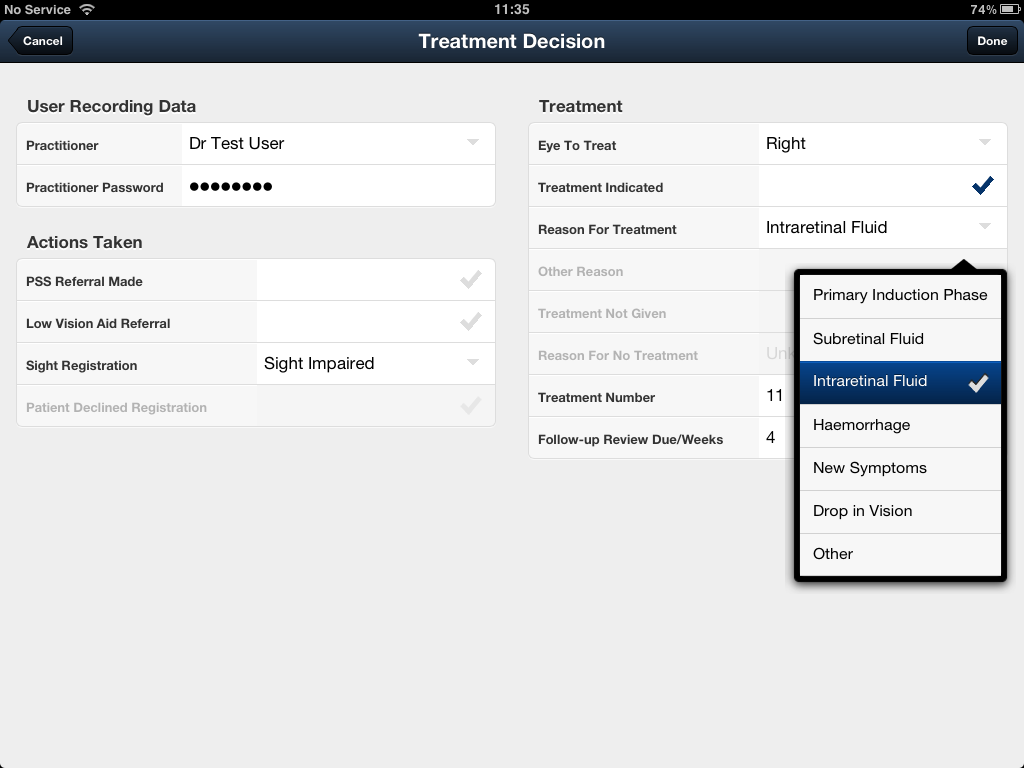 No Service 11:35 74%
Cancel Treatment Decision Done
User Recording Data
Practitioner Dr Test User
Practitioner Password ●●●●●●●●
Actions Taken
PSS Referral Made
Low Vision Aid Referral
Sight Registration Sight Impaired
Patient Declined Registration
Treatment
Eye To Treat Right
Treatment Indicated
Reason For Treatment Intraretinal Fluid
Other Reason
Treatment Not Given
Reason For No Treatment
Treatment Number 11
Follow-up Review Due/Weeks 4
Primary Induction Phase
Subretinal Fluid
Intraretinal Fluid
Haemorrhage
New Symptoms
Drop in Vision
Other